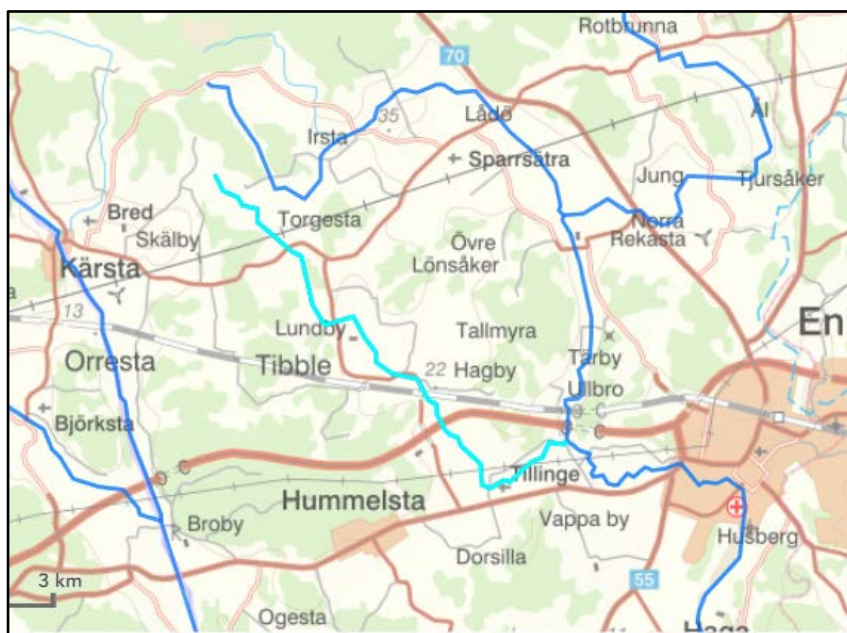 Rotbrunna
70
Ål
Irsta
35
Lådö
Sparrsätra
Jung
Tjursåker
Bred
Skälby
Torgesta
Norra
Rekasta
Övre
Lönsåker
Kärsta
13
Lundby
Tallmyra
En
Orresta
Tibble
22
Hagby
Tärby
Ullbro
Björksta
Tillinge
Hummelsta
Broby
Vappa by
Husberg
Dorsilla
3 km
55
Ogesta
Haga